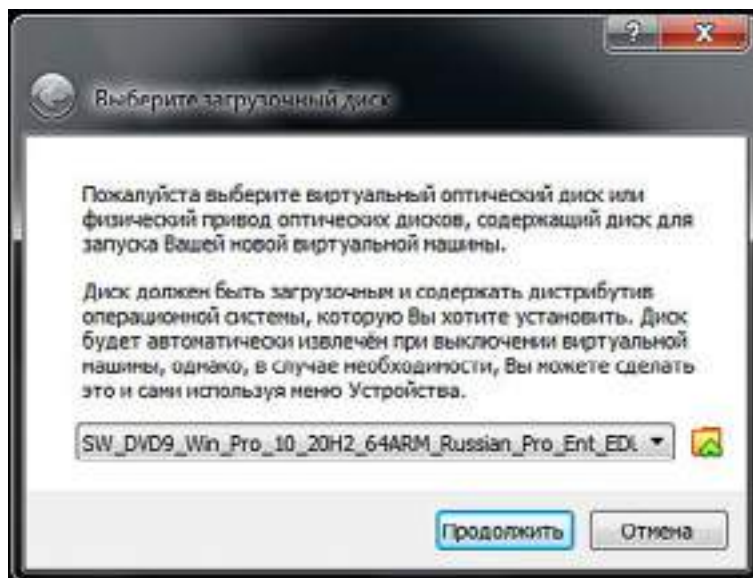 Выберите загрузочный диск
Пожалуйста выберите виртуальный оптический диск или
физический привод оптических дисков, содержащий диск для
запуска Вашей новой виртуальной машины.
Диск должен быть загрузочным и содержать дистрибутив
операционной системы, которую Вы хотите установить. Диск
будет автоматически извлечён при выключении виртуальной
машины, однако, в случае необходимости, Вы можете сделать
это и сами используя меню Устройства.
SW_DVD9_Win_Pro_10_20H2_64ARM_Russian_Pro_Ent_EDU
Продолжить Отмена